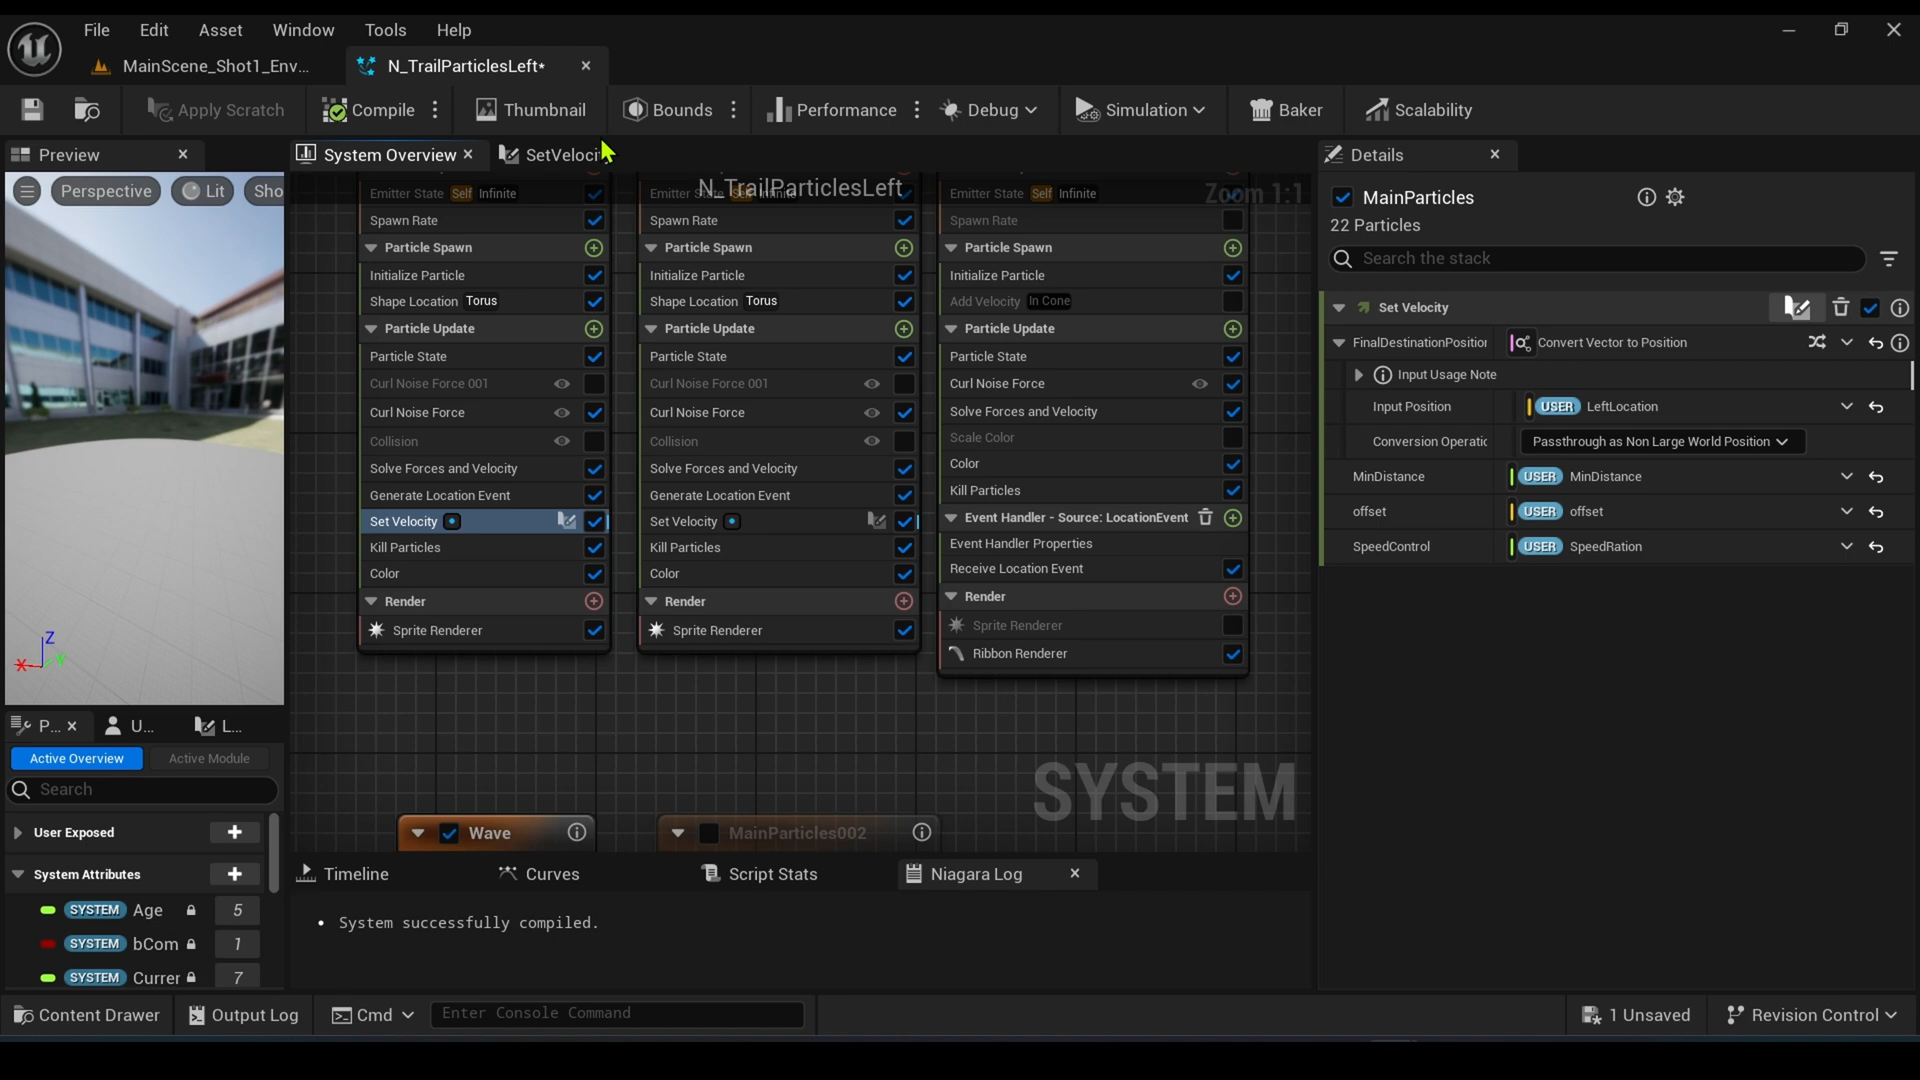 File Edit Asset Window Tools Help
MainScene_Shot1_Env... N_TrailParticlesLeft*
Apply Scratch Compile Thumbnail Bounds Performance Debug Simulation Baker Scalability
Preview
Perspective Lit Sho
Z
X
P... U... L...
Active Overview Active Module
Search
User Exposed
System Attributes
SYSTEM Age 5
SYSTEM bCom 1
SYSTEM Currer 7
System Overview SetVelocit
N_TrailParticlesLeft
Zoom 1:1
Emitter State Self Infinite
Spawn Rate
Particle Spawn
Initialize Particle
Shape Location Torus
Particle Update
Particle State
Curl Noise Force 001
Curl Noise Force
Collision
Solve Forces and Velocity
Generate Location Event
Set Velocity
Kill Particles
Color
Render
Sprite Renderer
Emitter State
Spawn Rate
Particle Spawn
Initialize Particle
Shape Location Torus
Particle Update
Particle State
Curl Noise Force 001
Curl Noise Force
Collision
Solve Forces and Velocity
Generate Location Event
Set Velocity
Kill Particles
Color
Render
Sprite Renderer
Emitter State Self Infinite
Spawn Rate
Particle Spawn
Initialize Particle
Add Velocity In Cone
Particle Update
Particle State
Curl Noise Force
Solve Forces and Velocity
Scale Color
Color
Kill Particles
Event Handler - Source: LocationEvent
Event Handler Properties
Receive Location Event
Render
Sprite Renderer
Ribbon Renderer
SYSTEM
Wave
MainParticles002
Timeline Curves Script Stats Niagara Log
• System successfully compiled.
Details
MainParticles
22 Particles
Search the stack
Set Velocity
FinalDestinationPosition Convert Vector to Position
Input Usage Note
Input Position USER LeftLocation
Conversion Operatic Passthrough as Non Large World Position
MinDistance USER MinDistance
offset USER offset
SpeedControl USER SpeedRation
Content Drawer Output Log Cmd Enter Console Command 1 Unsaved Revision Control